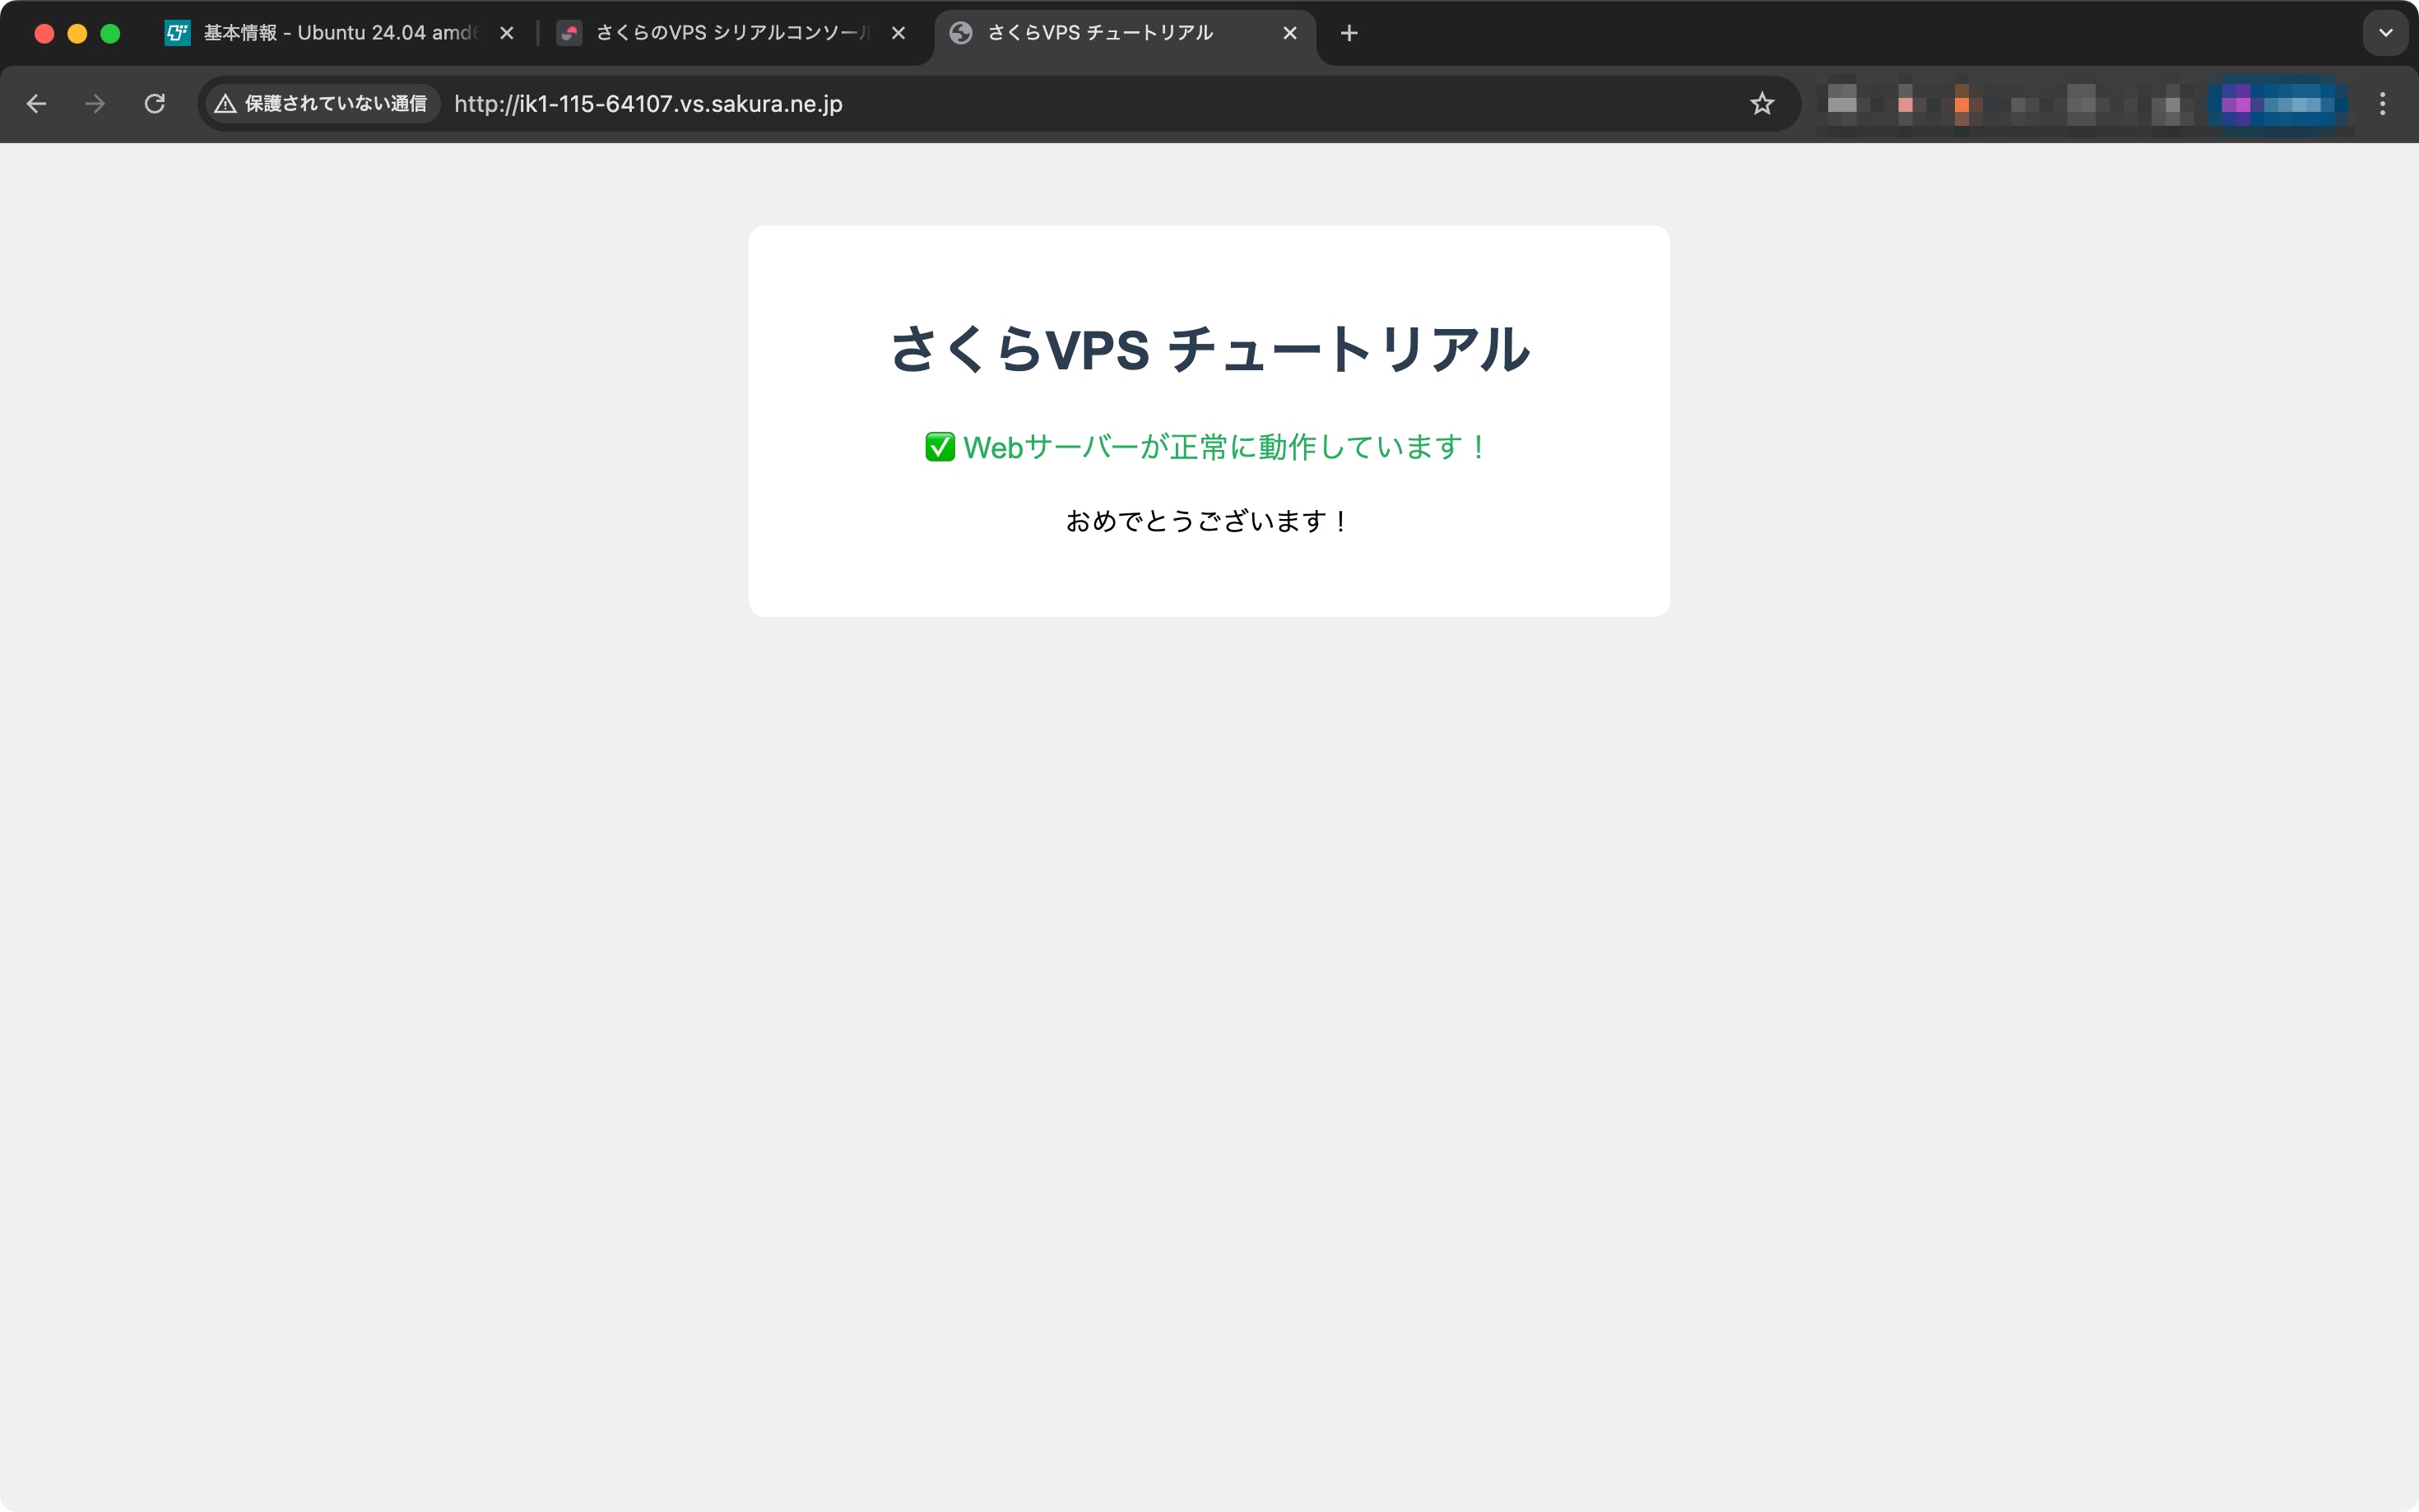 基本情報 - Ubuntu 24.04 amd6
さくらのVPS シリアルコンソール
さくらVPS チュートリアル
保護されていない通信
http://ik1-115-64107.vs.sakura.ne.jp
さくらVPS チュートリアル
✅ Webサーバーが正常に動作しています！
おめでとうございます！